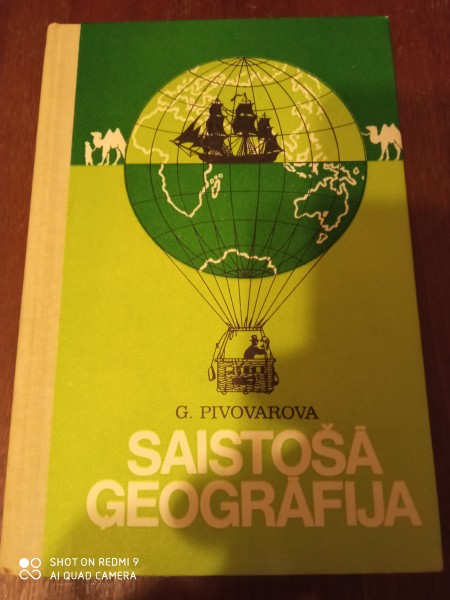 G. PIVOVAROVA
SAISTOŠĀ
ĢEOGRĀFIJA
SHOT ON REDMI 9
AI QUAD CAMERA